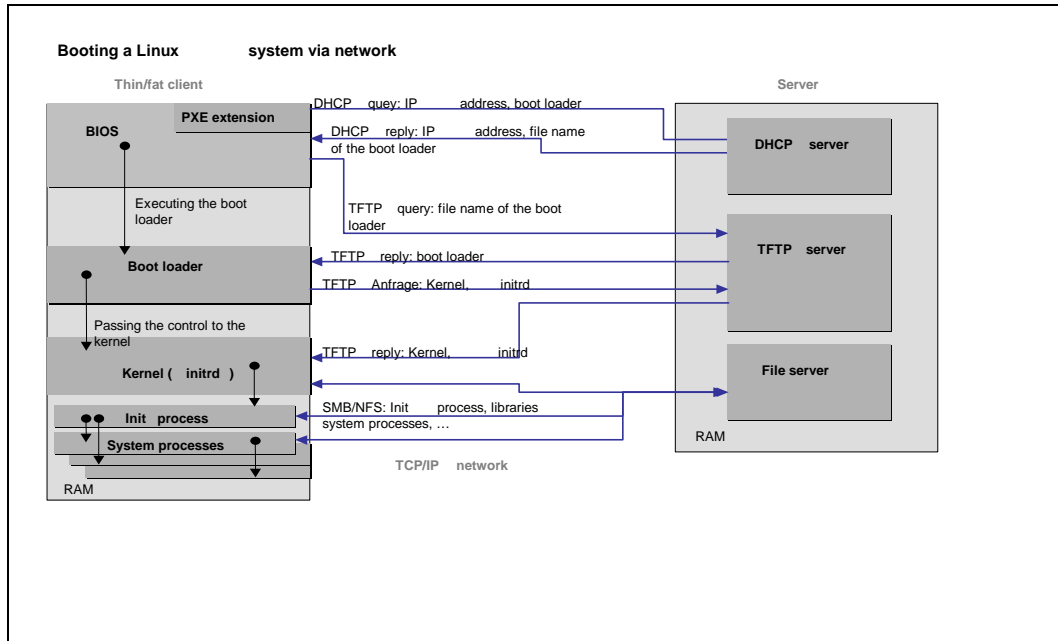 Booting a Linux system via network
Thin/fat client
Server
PXE extension
BIOS
DHCP quey: IP address, boot loader
DHCP reply: IP address, file name
of the boot loader
DHCP server
Executing the boot
loader
TFTP query: file name of the boot
loader
TFTP server
Boot loader
TFTP reply: boot loader
TFTP Anfrage: Kernel, initrd
Passing the control to the
kernel
TFTP reply: Kernel, initrd
Kernel ( initrd )
File server
Init process
SMB/NFS: Init process, libraries
system processes, …
System processes
RAM
TCP/IP network
RAM